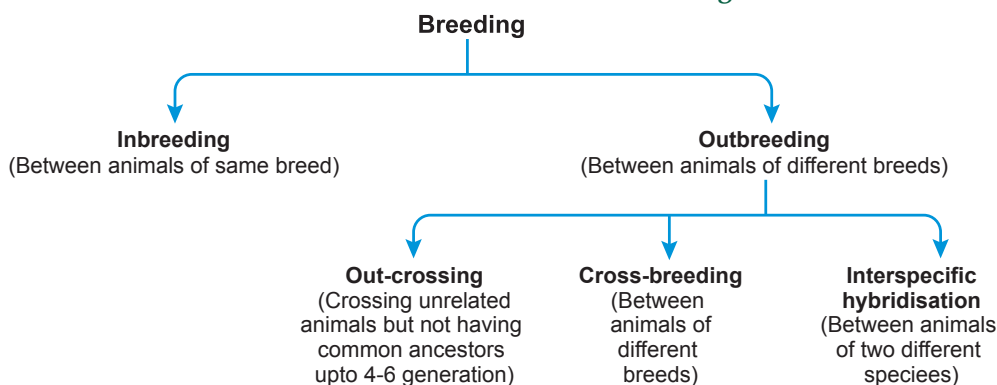 Breeding
Inbreeding
(Between animals of same breed)
Outbreeding
(Between animals of different breeds)
Out-crossing
(Crossing unrelated
animals but not having
common ancestors
upto 4-6 generation)
Cross-breeding
(Between
animals of
different
breeds)
Interspecific
hybridisation
(Between animals
of two different
speciees)